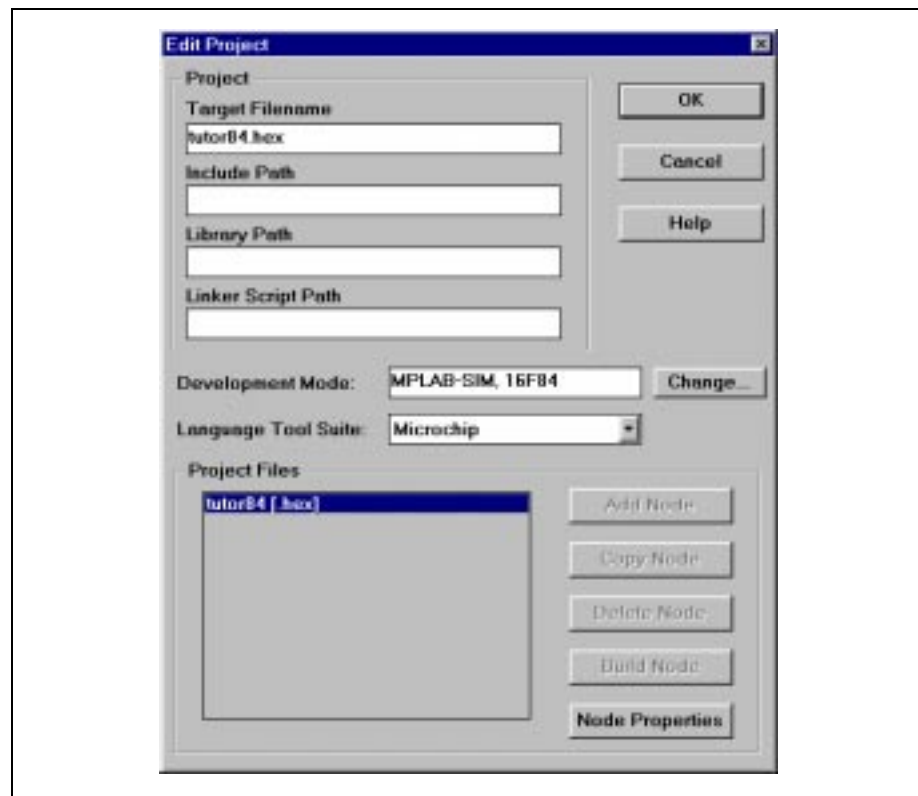 Edit Project
Project
Target Filename
tutor84.hex
Include Path
Library Path
Linker Script Path
OK
Cancel
Help
Development Mode:
MPLAB-SIM, 16F84
Change...
Language Tool Suite:
Microchip
Project Files
tutor84 [.hex]
Add Node
Copy Node
Delete Node
Build Node
Node Properties